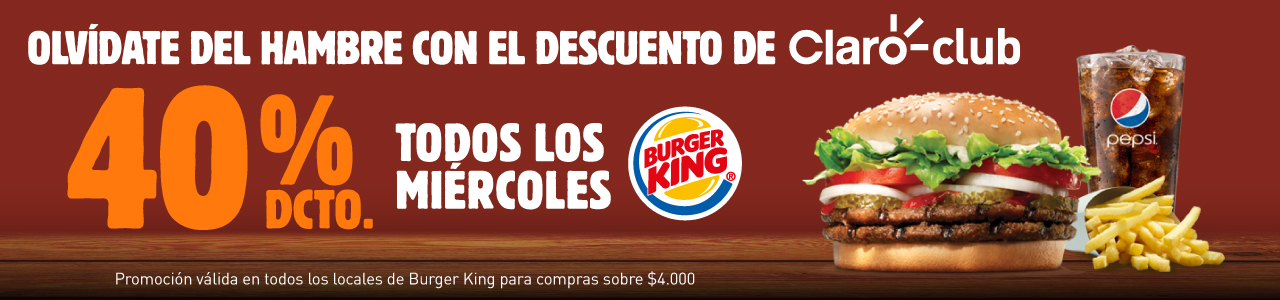 OLVÍDATE DEL HAMBRE CON EL DESCUENTO DE Claro-club
40% DCTO.
TODOS LOS
MIÉRCOLES
BURGER
KING®
pepsi
Promoción válida en todos los locales de Burger King para compras sobre $4.000